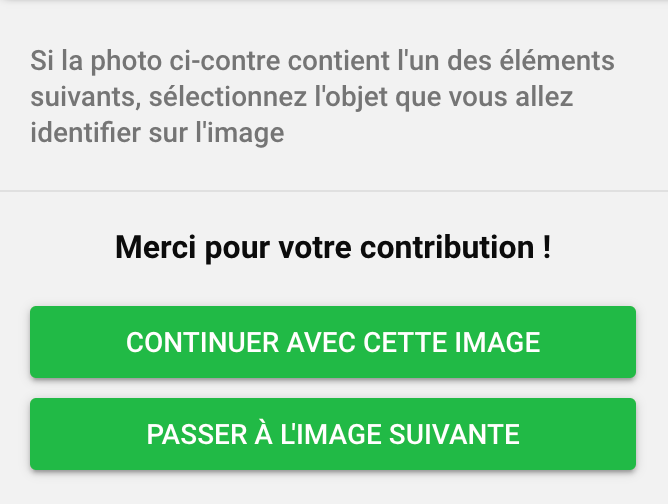 Si la photo ci-contre contient l'un des éléments
suivants, sélectionnez l'objet que vous allez
identifier sur l'image
Merci pour votre contribution !
CONTINUER AVEC CETTE IMAGE
PASSER À L'IMAGE SUIVANTE